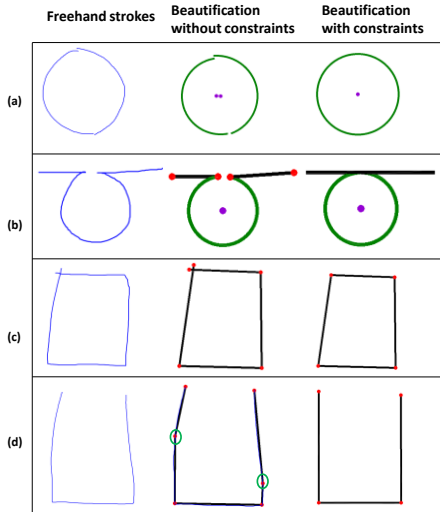 Freehand strokes
Beautification
without constraints
Beautification
with constraints
(a)
(b)
(c)
(d)